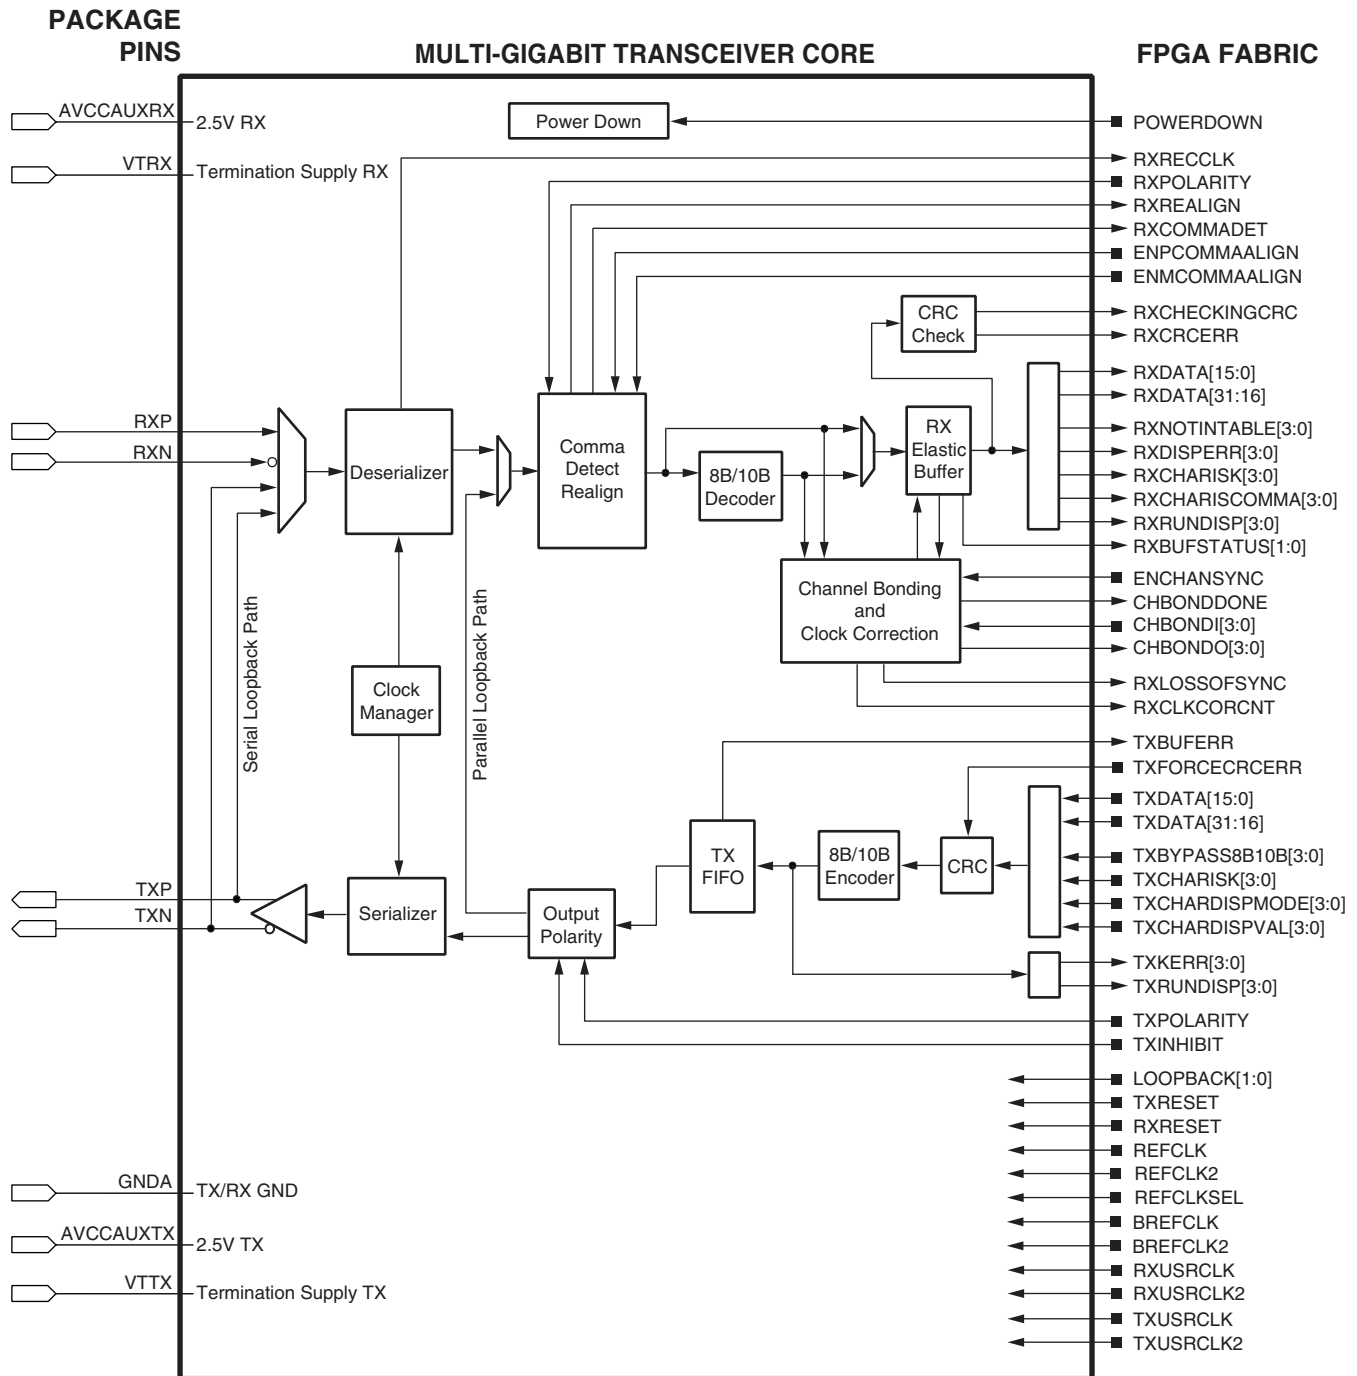 PACKAGE
PINS
MULTI-GIGABIT TRANSCEIVER CORE
FPGA FABRIC
AVCCAUXRX
2.5V RX
VTRX
Termination Supply RX
RXP
RXN
Power Down
Deserializer
Comma
Detect
Realign
8B/10B
Decoder
RX
Elastic
Buffer
CRC
Check
Channel Bonding
and
Clock Correction
Serial Loopback Path
Parallel Loopback Path
Clock
Manager
TX
FIFO
8B/10B
Encoder
CRC
Output
Polarity
Serializer
TXP
TXN
GNDA
TX/RX GND
AVCCAUXTX
2.5V TX
VTTX
Termination Supply TX
POWERDOWN
RXRECCLK
RXPOLARITY
RXREALIGN
RXCOMMADET
ENPCOMMAALIGN
ENMCOMMAALIGN
RXCHECKINGCRC
RXCRCERR
RXDATA[15:0]
RXDATA[31:16]
RXNOTINTABLE[3:0]
RXDISPERR[3:0]
RXCHARISK[3:0]
RXCHARISCOMMA[3:0]
RXRUNDISP[3:0]
RXBUFSTATUS[1:0]
ENCHANSYNC
CHBONDDONE
CHBONDI[3:0]
CHBONDO[3:0]
RXLOSSOFSYNC
RXCLKCORCNT
TXBUFERR
TXFORCECRCERR
TXDATA[15:0]
TXDATA[31:16]
TXBYPASS8B10B[3:0]
TXCHARISK[3:0]
TXCHARDISPMODE[3:0]
TXCHARDISPVAL[3:0]
TXKERR[3:0]
TXRUNDISP[3:0]
TXPOLARITY
TXINHIBIT
LOOPBACK[1:0]
TXRESET
RXRESET
REFCLK
REFCLK2
REFCLKSEL
BREFCLK
BREFCLK2
RXUSRCLK
RXUSRCLK2
TXUSRCLK
TXUSRCLK2